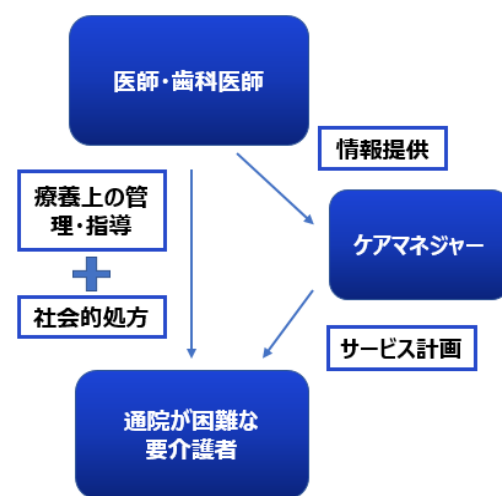 医師・歯科医師
情報提供
療養上の管
理・指導
ケアマネジャー
社会的処方
サービス計画
通院が困難な
要介護者